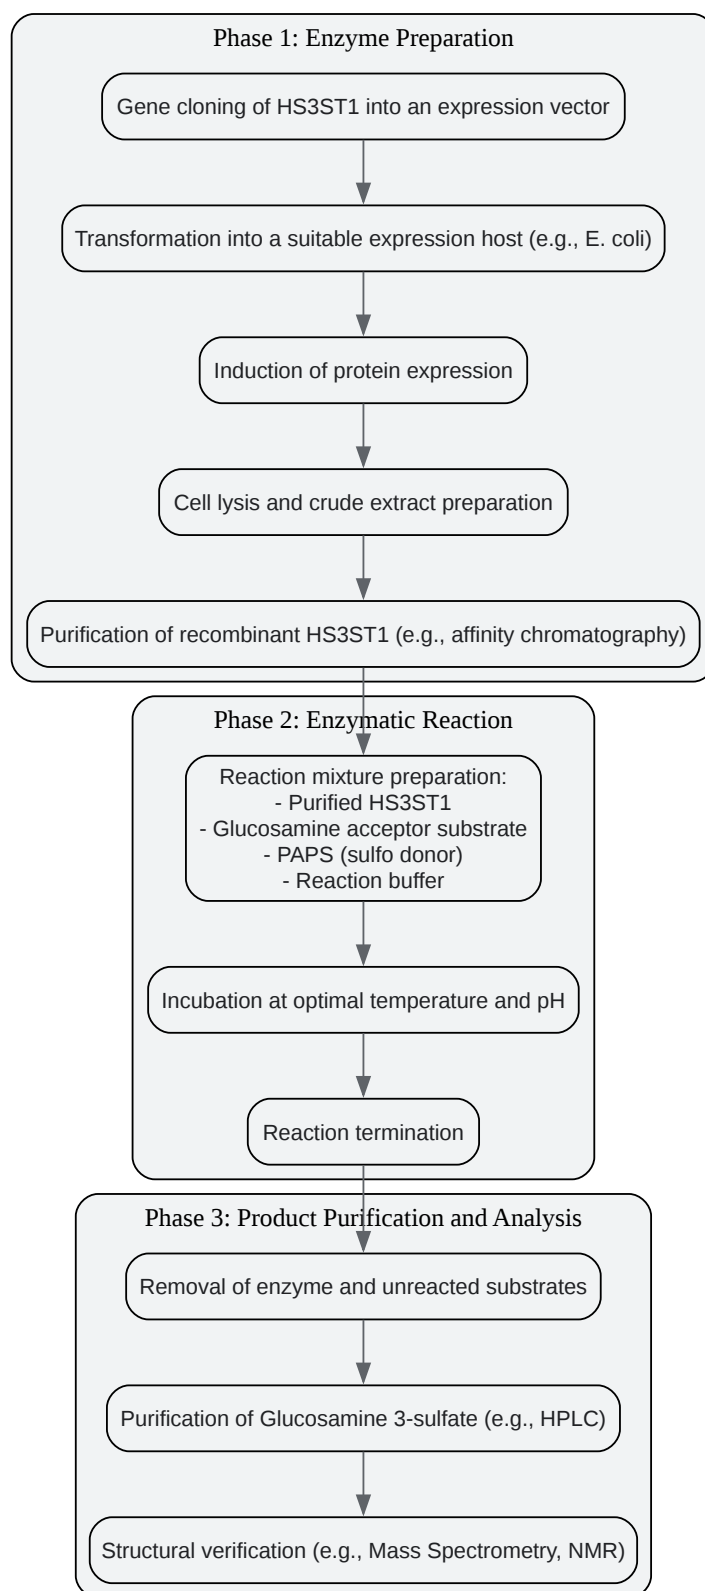 Phase 1: Enzyme Preparation
Gene cloning of HS3ST1 into an expression vector
Transformation into a suitable expression host (e.g., E. coli)
Induction of protein expression
Cell lysis and crude extract preparation
Purification of recombinant HS3ST1 (e.g., affinity chromatography)
Phase 2: Enzymatic Reaction
Reaction mixture preparation:
- Purified HS3ST1
- Glucosamine acceptor substrate
- PAPS (sulfo donor)
- Reaction buffer
Incubation at optimal temperature and pH
Reaction termination
Phase 3: Product Purification and Analysis
Removal of enzyme and unreacted substrates
Purification of Glucosamine 3-sulfate (e.g., HPLC)
Structural verification (e.g., Mass Spectrometry, NMR)